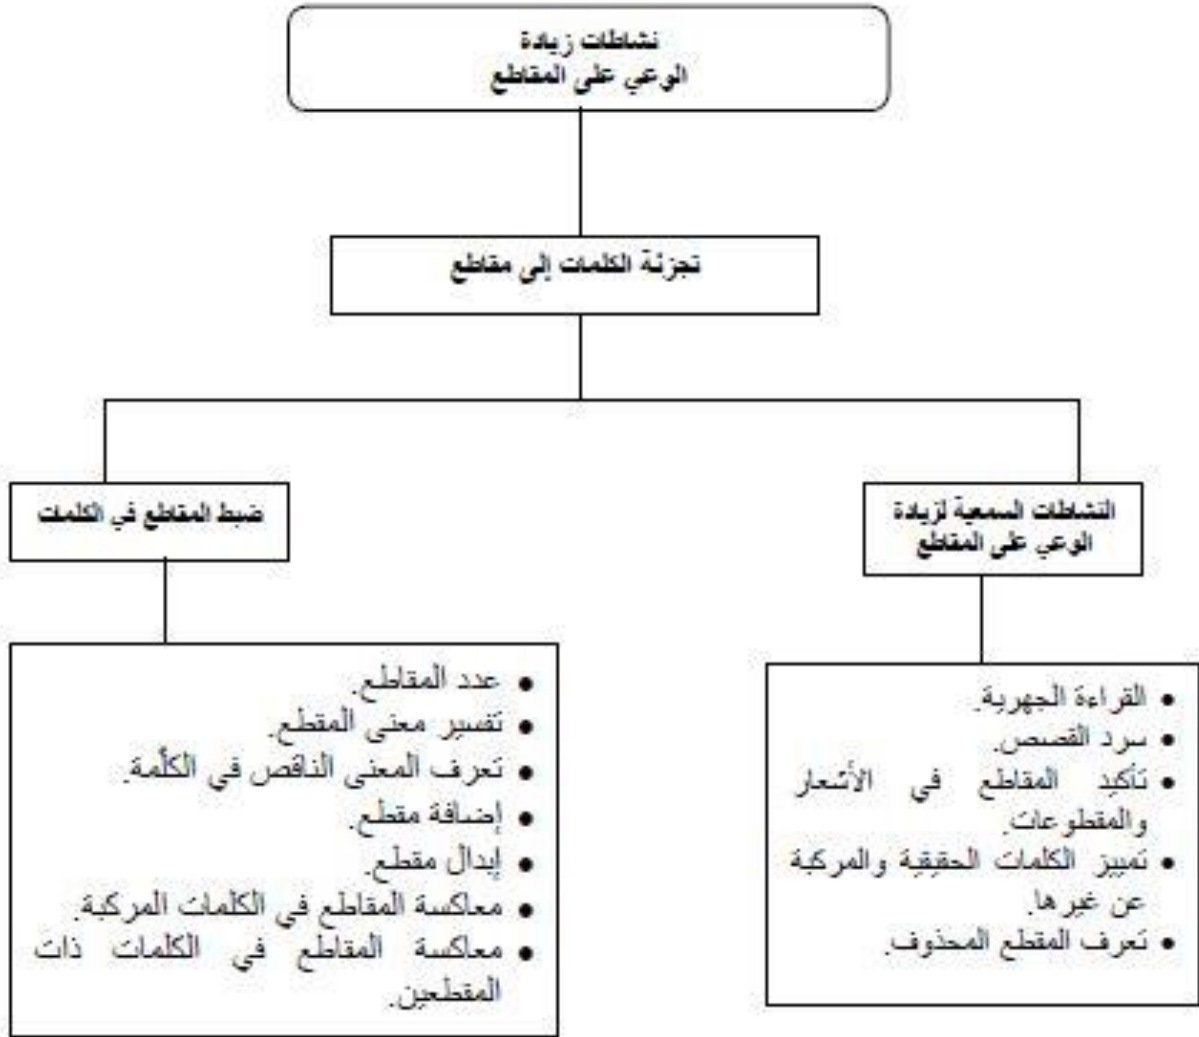 نشاطات زيادة
الوعي على المقاطع
تجزئة الكلمات إلى مقاطع
النشاطات السمعية لزيادة
الوعي على المقاطع
ضبط المقاطع في الكلمات
• القراءة الجهرية.
• سرد القصص.
• تأكيد المقاطع في الأشعار
والمقطوعات.
• تمييز الكلمات الحقيقية والمركبة
عن غيرها.
• تعرف المقطع المحذوف.
• عدد المقاطع.
• تفسير معنى المقطع.
• تعرف المعنى الناقص في الكلمة.
• إضافة مقطع.
• إبدال مقطع.
• معاكسة المقاطع في الكلمات المركبة.
• معاكسة المقاطع في الكلمات ذات
المقطعين.